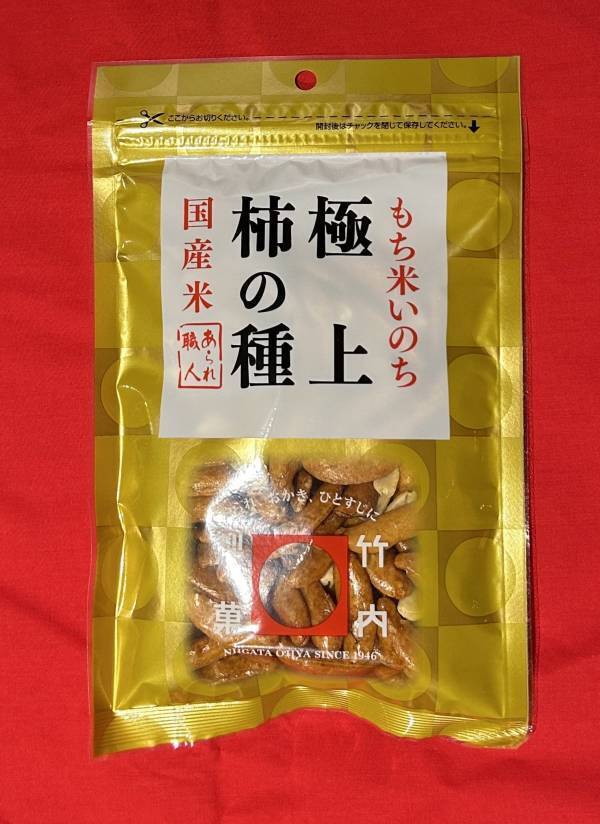 ここからお切りください。
開封後はチャックを閉じて保存してください。
もち米いのち
極上
柿の種
国産米
あられ
職人
おかき、ひとすじに
竹内
菓
NIIGATA OJIYA SINCE 1946